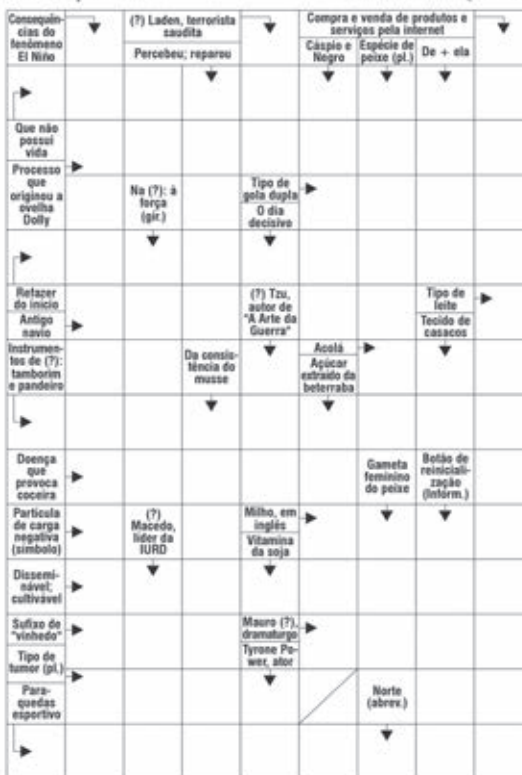 Consequên-
cias do
fenômeno
El Niño
(?) Laden, terrorista
saudita
Percebeu; reparou
Compra e venda de produtos e
serviços pela internet
Cáspio e
Negro
Espécie de
peixe (pl.)
De + ela
Que não
possui
vida
Processo
que
originou a
ovelha
Dolly
Na (?): à
força
(gír.)
Tipo de
gola dupla
O dia
decisivo
Refazer
do início
Antigo
navio
(?) Tzu,
autor de
"A Arte da
Guerra"
Tipo de
leite
Tecido de
casacos
Instrumen-
tos de (?):
tamborim
e pandeiro
Da consis-
tência do
musse
Acolá
Açúcar
extraído da
beterraba
Doença
que
provoca
coceira
Gameta
feminino
do peixe
Botão de
reiniciali-
zação
(Inform.)
Partícula
de carga
negativa
(símbolo)
(?)
Macedo,
líder da
IURD
Milho, em
inglês
Vitamina
da soja
Dissemi-
nável;
cultivável
Sufixo de
"vinhedo"
Tipo de
tumor (pl.)
Mauro (?),
dramaturgo
Tyrone Po-
wer, ator
Para-
quedas
esportivo
Norte
(abrev.)